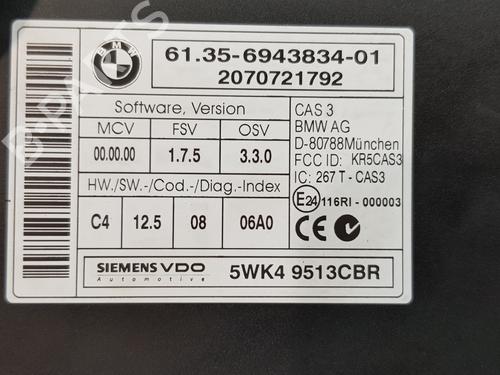 BMW
61.35-6943834-01
2070721792
Software, Version
MCV FSV OSV
00.00.00 1.7.5 3.3.0
HW./SW.-/Cod.-/Diag.-Index
C4 12.5 08 06A0
CAS 3
BMW AG
D-80788München
FCC ID: KR5CAS3
IC: 267 T - CAS3
E24 116RI - 000003
CE
SIEMENS VDO
Automotive
5WK4 9513CBR
B-PARTS